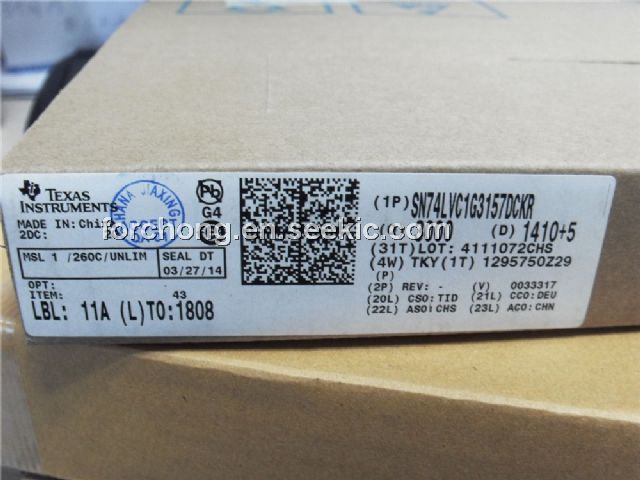 TEXAS
INSTRUMENTS
MADE IN: China
2DC:
MSL 1 /260C/UNLIM
SEAL DT
03/27/14
OPT:
ITEM: 43
LBL: 11A (L)TO:1808
Pb
G4
(1P) SN74LVC1G3157DCKR
(D) 1410+5
(31T) LOT: 4111072CHS
(4W) TKY(1T) 1295750Z29
(P)
(2P) REV: - (V) 0033317
(20L) CSO:TID (21L) CCO:DEU
(22L) ASO:CHS (23L) ACO:CHN
forchong.en.seekic.com
JIAXING